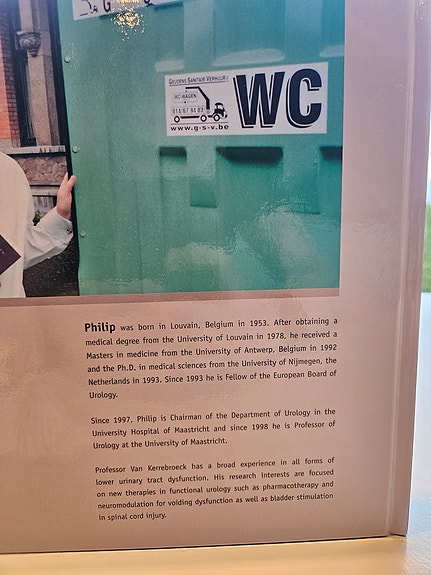 GOUDENS SANITAIR VERHUUR
WC-WAGEN
WC
www.g-s-v.be
Philip was born in Louvain, Belgium in 1953. After obtaining a
medical degree from the University of Louvain in 1978, he received a
Masters in medicine from the University of Antwerp, Belgium in 1992
and the Ph.D. in medical sciences from the University of Nijmegen, the
Netherlands in 1993. Since 1993 he is Fellow of the European Board of
Urology.
Since 1997, Philip is Chairman of the Department of Urology in the
University Hospital of Maastricht and since 1998 he is Professor of
Urology at the University of Maastricht.
Professor Van Kerrebroeck has a broad experience in all forms of
lower urinary tract dysfunction. His research interests are focused
on new therapies in functional urology such as pharmacotherapy and
neuromodulation for voiding dysfunction as well as bladder stimulation
in spinal cord injury.